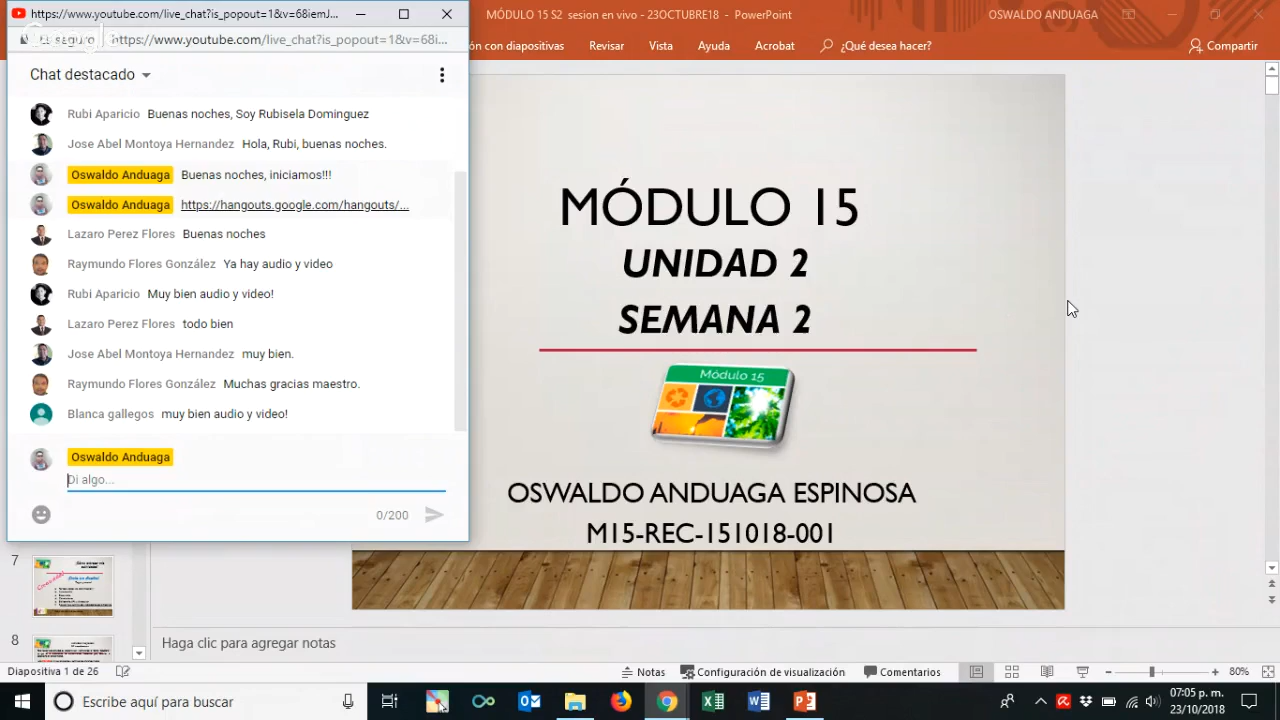 https://www.youtube.com/live_chat?is_popout=1&v=68iemJ...
MÓDULO 15 S2  sesion en vivo - 23OCTUBRE18 - PowerPoint
OSWALDO ANDUAGA
https://www.youtube.com/live_chat?is_popout=1&v=68i...
ón con diapositivas
Revisar
Vista
Ayuda
Acrobat
¿Qué desea hacer?
Compartir
Chat destacado
Rubi Aparicio Buenas noches, Soy Rubisela Dominguez
Jose Abel Montoya Hernandez Hola, Rubi, buenas noches.
Oswaldo Anduaga Buenas noches, iniciamos!!!
Oswaldo Anduaga https://hangouts.google.com/hangouts/...
Lazaro Perez Flores Buenas noches
Raymundo Flores González Ya hay audio y video
Rubi Aparicio Muy bien audio y video!
Lazaro Perez Flores todo bien
Jose Abel Montoya Hernandez muy bien.
Raymundo Flores González Muchas gracias maestro.
Blanca gallegos muy bien audio y video!
Oswaldo Anduaga
Di algo...
0/200
MÓDULO 15
UNIDAD 2
SEMANA 2
Módulo 15
OSWALDO ANDUAGA ESPINOSA
M15-REC-151018-001
7
8
Haga clic para agregar notas
Diapositiva 1 de 26
Notas
Configuración de visualización
Comentarios
80%
Escribe aquí para buscar
07:05 p. m.
23/10/2018